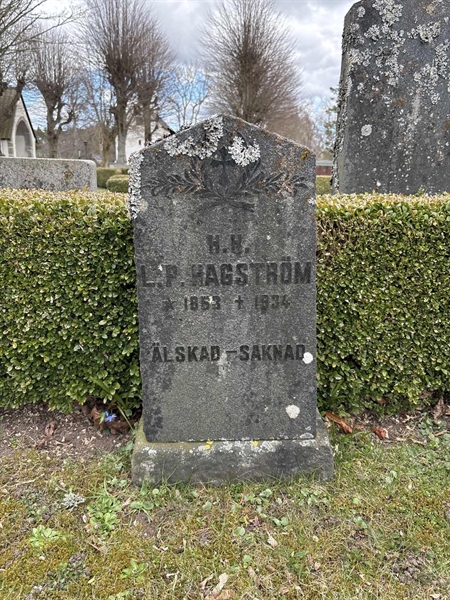 H.H.
L.P. HAGSTRÖM
* 1853 + 1934
ÄLSKAD – SAKNAD